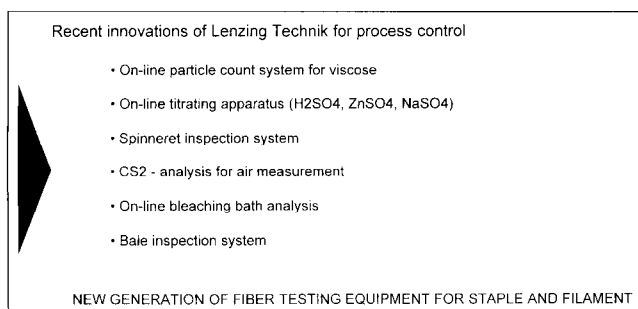 Recent innovations of Lenzing Technik for process control
• On-line particle count system for viscose
• On-line titrating apparatus (H2SO4, ZnSO4, NaSO4)
• Spinneret inspection system
• CS2 - analysis for air measurement
• On-line bleaching bath analysis
• Bale inspection system
NEW GENERATION OF FIBER TESTING EQUIPMENT FOR STAPLE AND FILAMENT